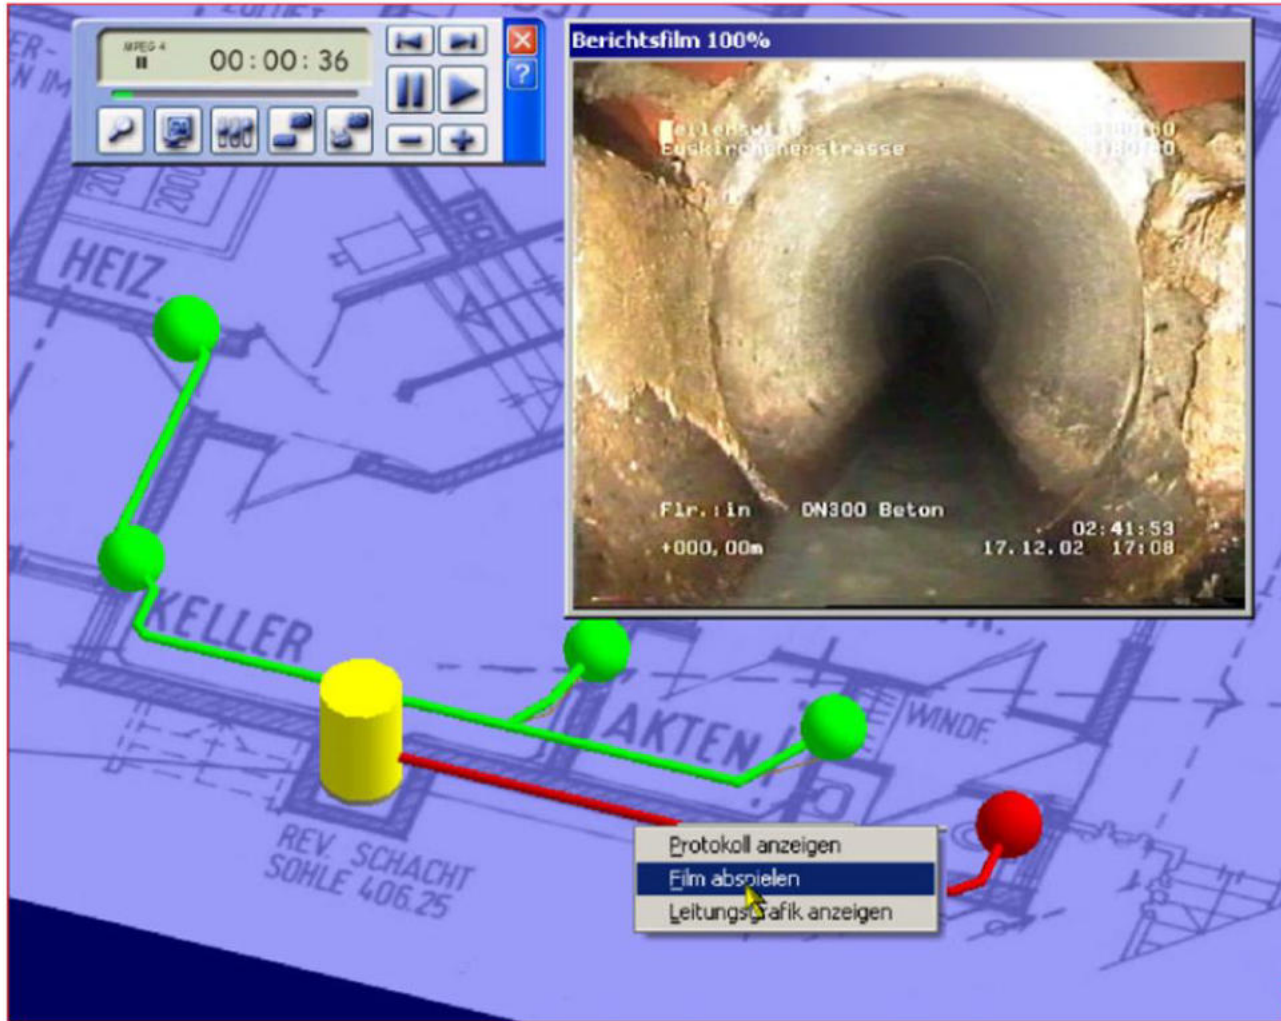 MPEG 4
00:00:36
?
Berichtsfilm 100%
Euskirchenerstrasse
Flr.:in DN300 Beton
02:41:53
+000,00m 17.12.02 17:08
200
HEIZ.
KELLER
AKTEN
WINDF.
REV. SCHACHT
SOHLE 406.25
Protokoll anzeigen
Film abspielen
Leitungsgrafik anzeigen